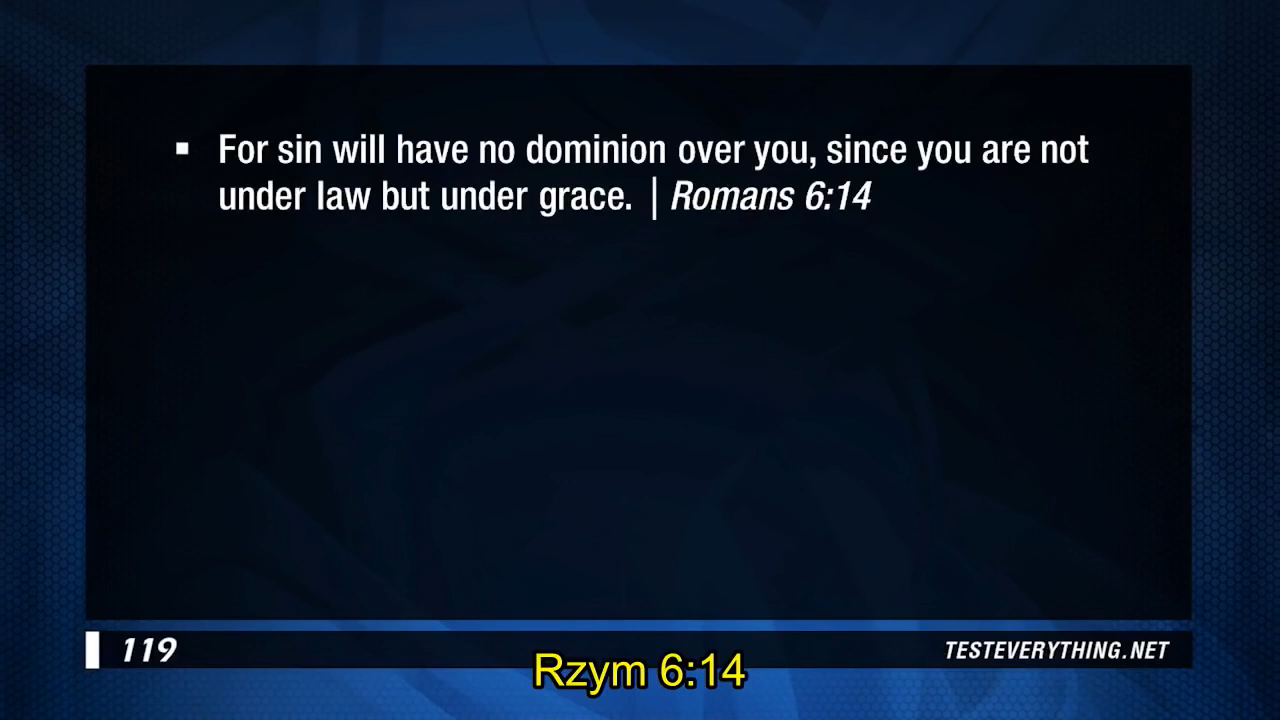 ▪ For sin will have no dominion over you, since you are not
under law but under grace. | Romans 6:14
119
TESTEVERYTHING.NET
Rzym 6:14